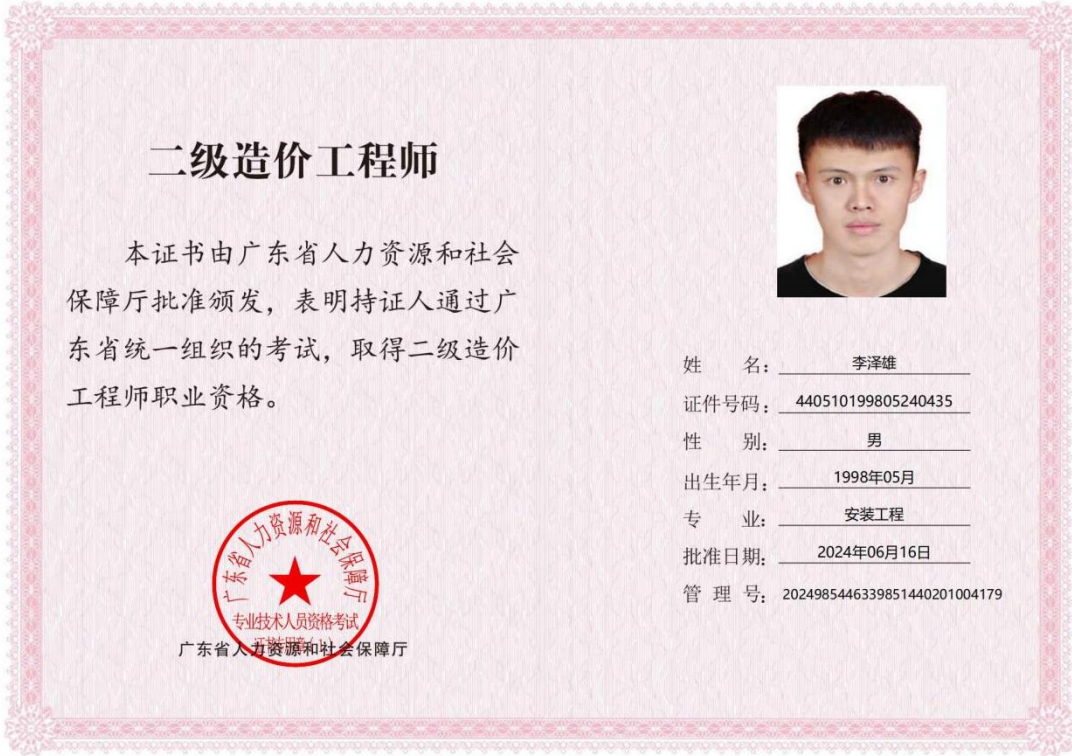 二级造价工程师
本证书由广东省人力资源和社会
保障厅批准颁发，表明持证人通过广
东省统一组织的考试，取得二级造价
工程师职业资格。
姓 名：李泽雄
证件号码：440510199805240435
性 别：男
出生年月：1998年05月
专 业：安装工程
批准日期：2024年06月16日
管 理 号：2024985446339851440201004179
广东省人力资源和社会保障厅
专业技术人员资格考试
广东省人力资源和社会保障厅